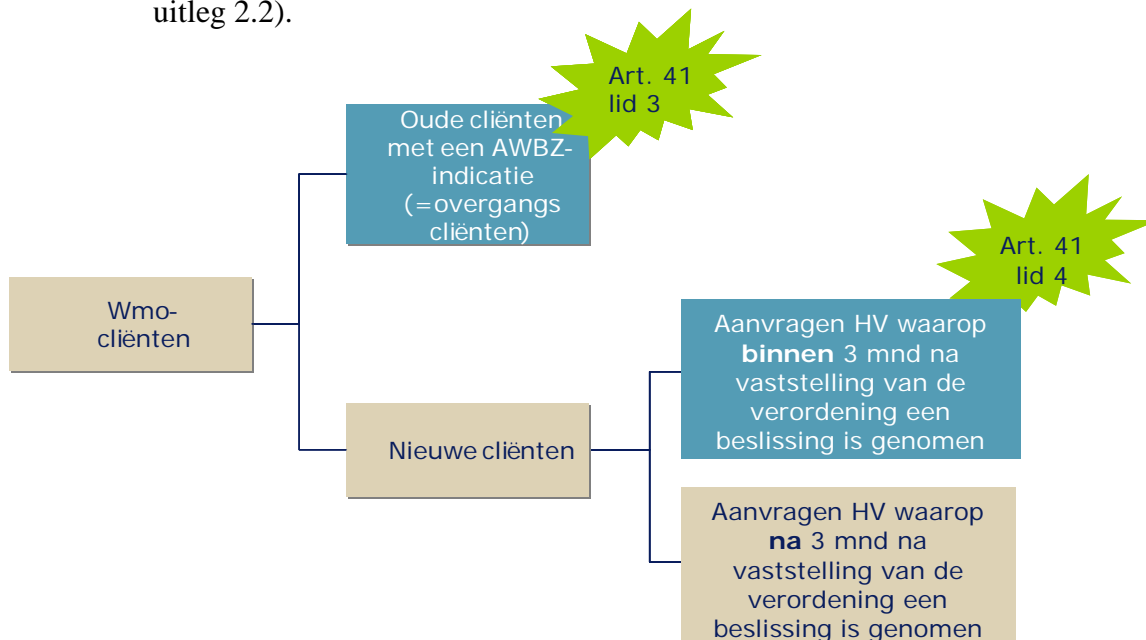 uitleg 2.2).
Art. 41
lid 3
Oude cliënten
met een AWBZ-
indicatie
(=overgangs
cliënten)
Art. 41
lid 4
Wmo-
cliënten
Aanvragen HV waarop
binnen 3 mnd na
vaststelling van de
verordening een
beslissing is genomen
Nieuwe cliënten
Aanvragen HV waarop
na 3 mnd na
vaststelling van de
verordening een
beslissing is genomen